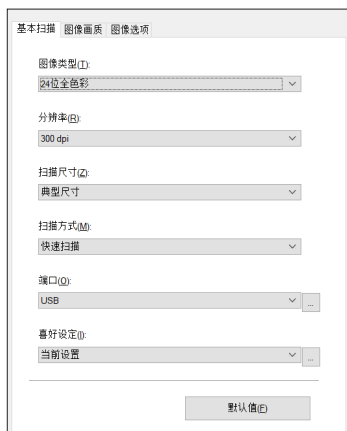 基本扫描 图像画质 图像选项
图像类型(T):
24位全色彩
分辨率(R):
300 dpi
扫描尺寸(Z):
典型尺寸
扫描方式(M):
快速扫描
端口(O):
USB
...
喜好设定(I):
当前设置
...
默认值(F)